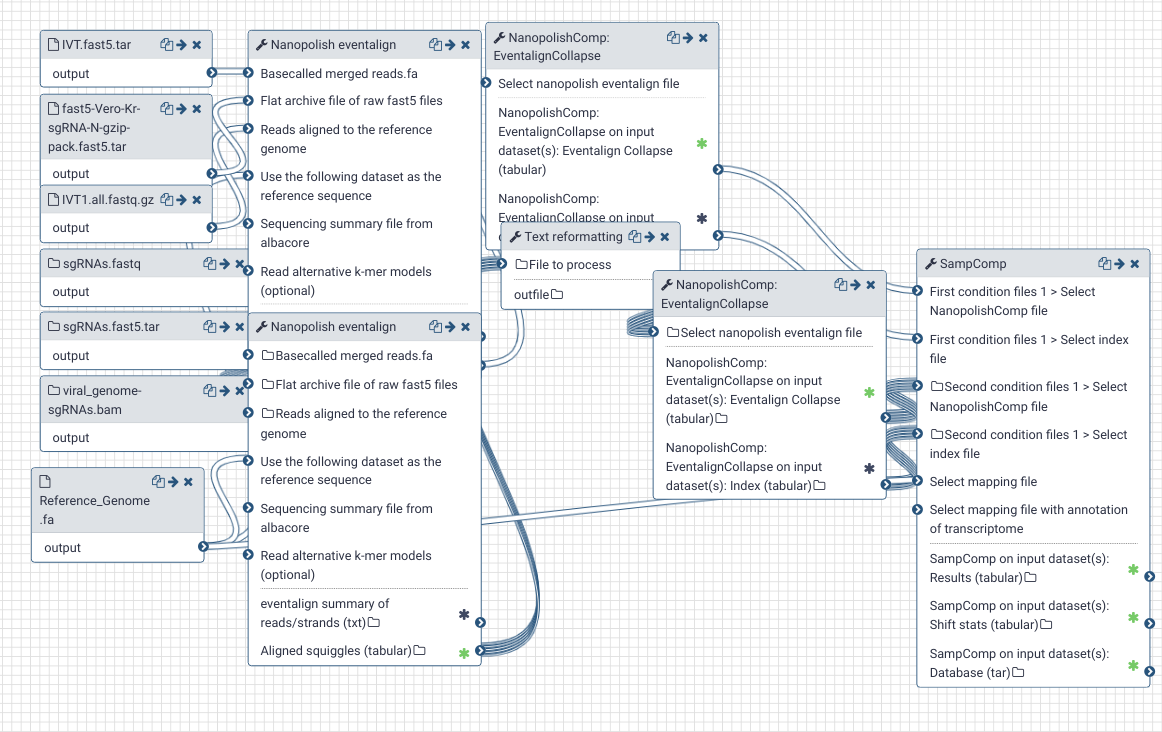 IVT.fast5.tar
output
fast5-Vero-Kr-
sgRNA-N-gzip-
pack.fast5.tar
output
IVT1.all.fastq.gz
output
sgRNAs.fastq
output
sgRNAs.fast5.tar
output
viral_genome-
sgRNAs.bam
output
Reference_Genome
.fa
output
Nanopolish eventalign
Basecalled merged reads.fa
Flat archive file of raw fast5 files
Reads aligned to the reference
genome
Use the following dataset as the
reference sequence
Sequencing summary file from
albacore
Read alternative k-mer models
(optional)
Nanopolish eventalign
Basecalled merged reads.fa
Flat archive file of raw fast5 files
Reads aligned to the reference
genome
Use the following dataset as the
reference sequence
Sequencing summary file from
albacore
Read alternative k-mer models
(optional)
eventalign summary of
reads/strands (txt)
Aligned squiggles (tabular)
NanopolishComp:
EventalignCollapse
Select nanopolish eventalign file
NanopolishComp:
EventalignCollapse on input
dataset(s): Eventalign Collapse
(tabular)
NanopolishComp:
EventalignCollapse on input
Text reformatting
File to process
outfile
NanopolishComp:
EventalignCollapse
Select nanopolish eventalign file
NanopolishComp:
EventalignCollapse on input
dataset(s): Eventalign Collapse
(tabular)
NanopolishComp:
EventalignCollapse on input
dataset(s): Index (tabular)
SampComp
First condition files 1 > Select
NanopolishComp file
First condition files 1 > Select index
file
Second condition files 1 > Select
NanopolishComp file
Second condition files 1 > Select
index file
Select mapping file
Select mapping file with annotation
of transcriptome
SampComp on input dataset(s):
Results (tabular)
SampComp on input dataset(s):
Shift stats (tabular)
SampComp on input dataset(s):
Database (tar)